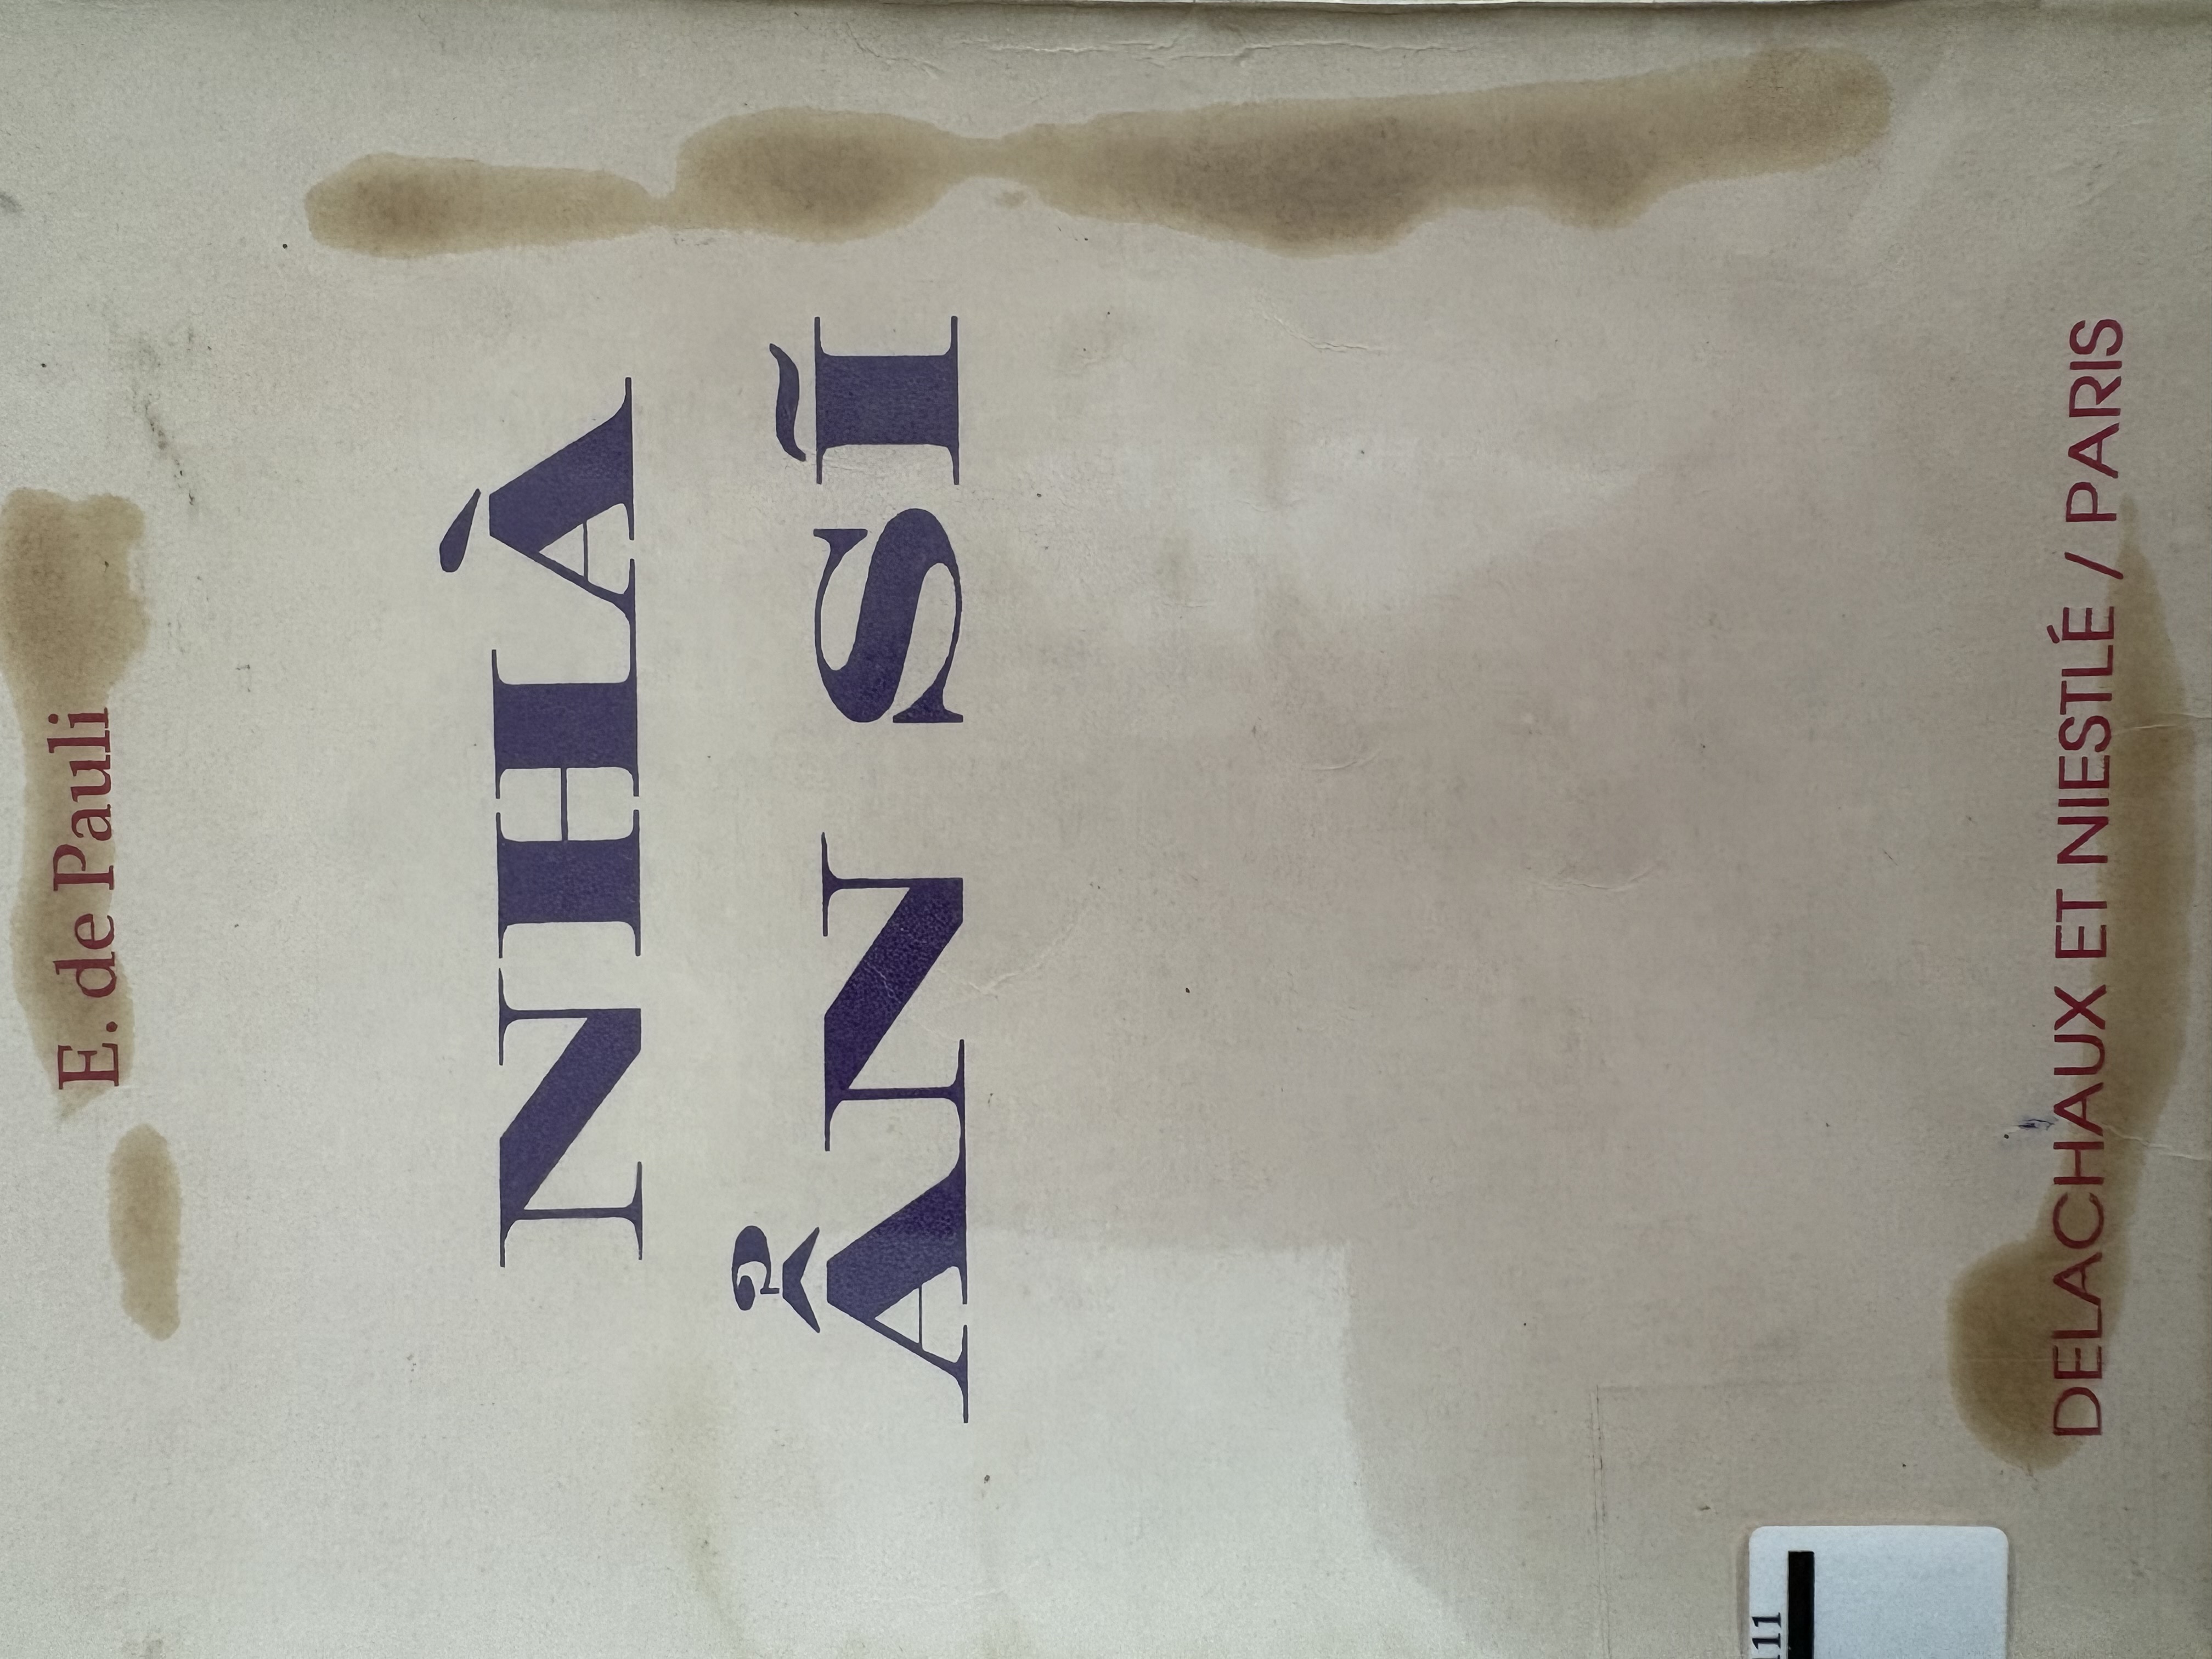 E. de Pauli
NHÀ
ẨN SĨ
DELACHAUX ET NIESTLÉ / PARIS